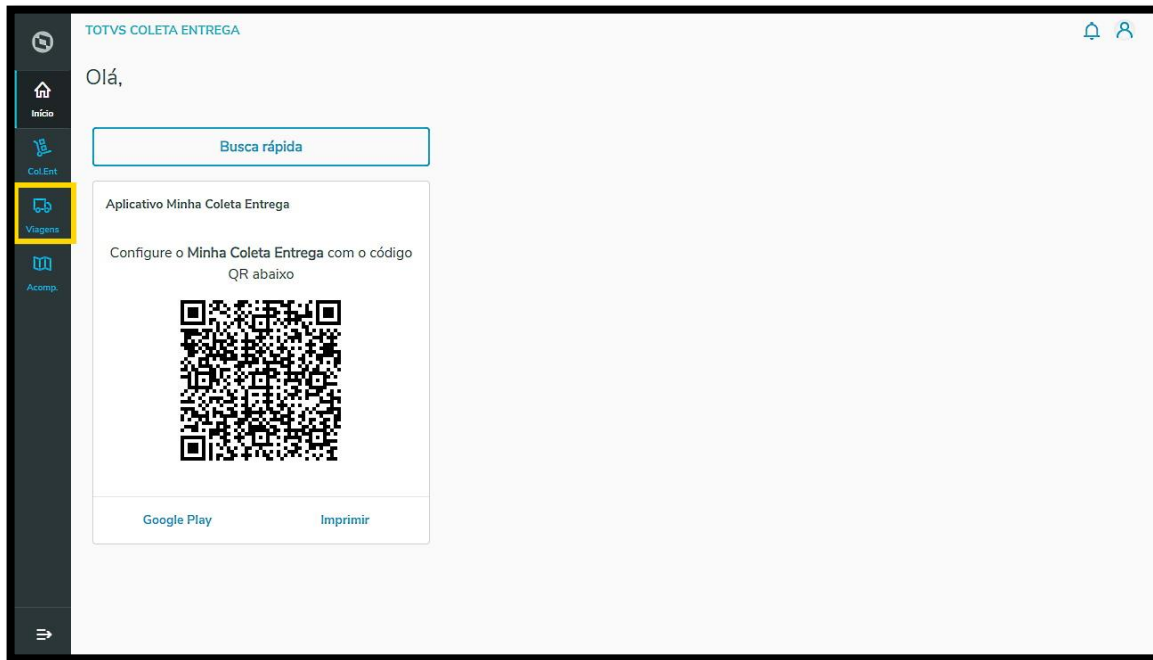 TOTVS COLETA ENTREGA
Olá,
Início
Col.Ent
Viagens
Acomp.
Busca rápida
Aplicativo Minha Coleta Entrega
Configure o Minha Coleta Entrega com o código
QR abaixo
Google Play
Imprimir